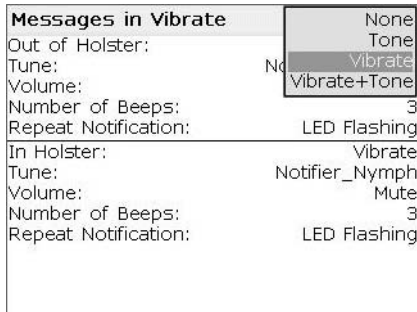 Messages in Vibrate
None
Tone
Vibrate
Vibrate+Tone
Out of Holster:
Tune:
Volume:
Number of Beeps: 3
Repeat Notification: LED Flashing
In Holster: Vibrate
Tune: Notifier_Nymph
Volume: Mute
Number of Beeps: 3
Repeat Notification: LED Flashing